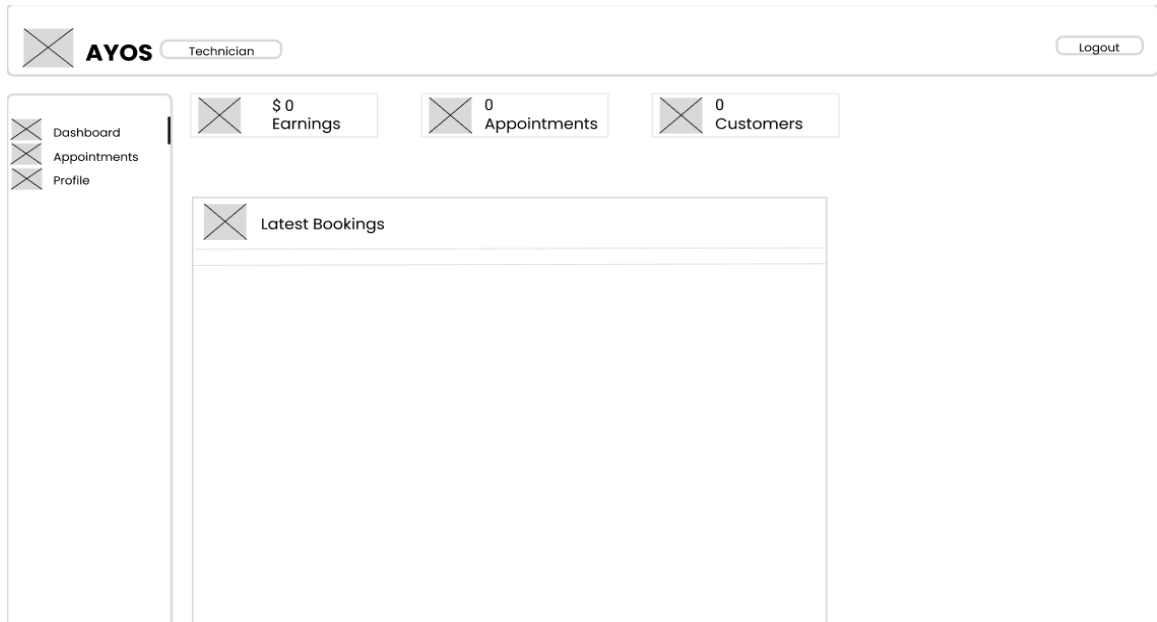 AYOS
Technician
Logout
Dashboard
Appointments
Profile
$ 0
Earnings
0
Appointments
0
Customers
Latest Bookings